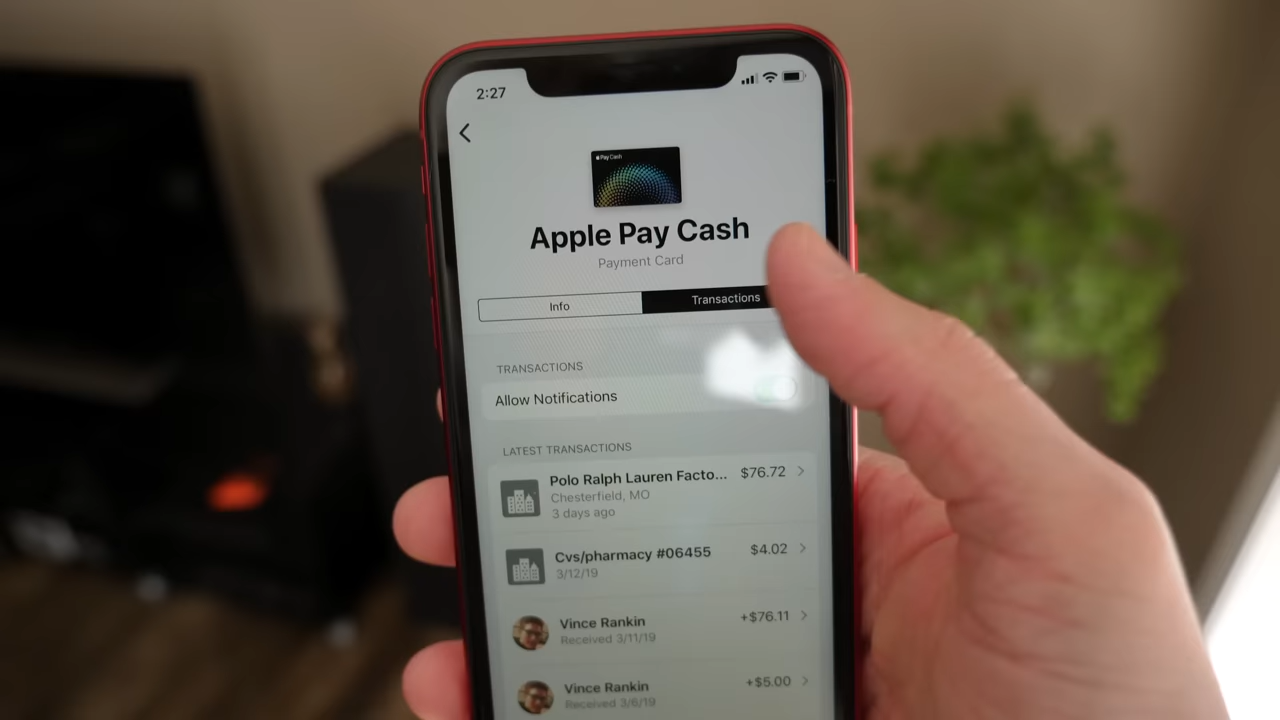 2:27
Pay Cash
Apple Pay Cash
Payment Card
Info Transactions
TRANSACTIONS
Allow Notifications
LATEST TRANSACTIONS
Polo Ralph Lauren Facto... $76.72
Chesterfield, MO
3 days ago
Cvs/pharmacy #06455 $4.02
3/12/19
Vince Rankin +$76.11
Received 3/11/19
Vince Rankin +$5.00
Received 3/6/19